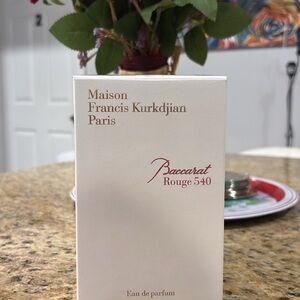 Maison
Francis Kurkdjian
Paris
Baccarat
Rouge 540
Eau de parfum